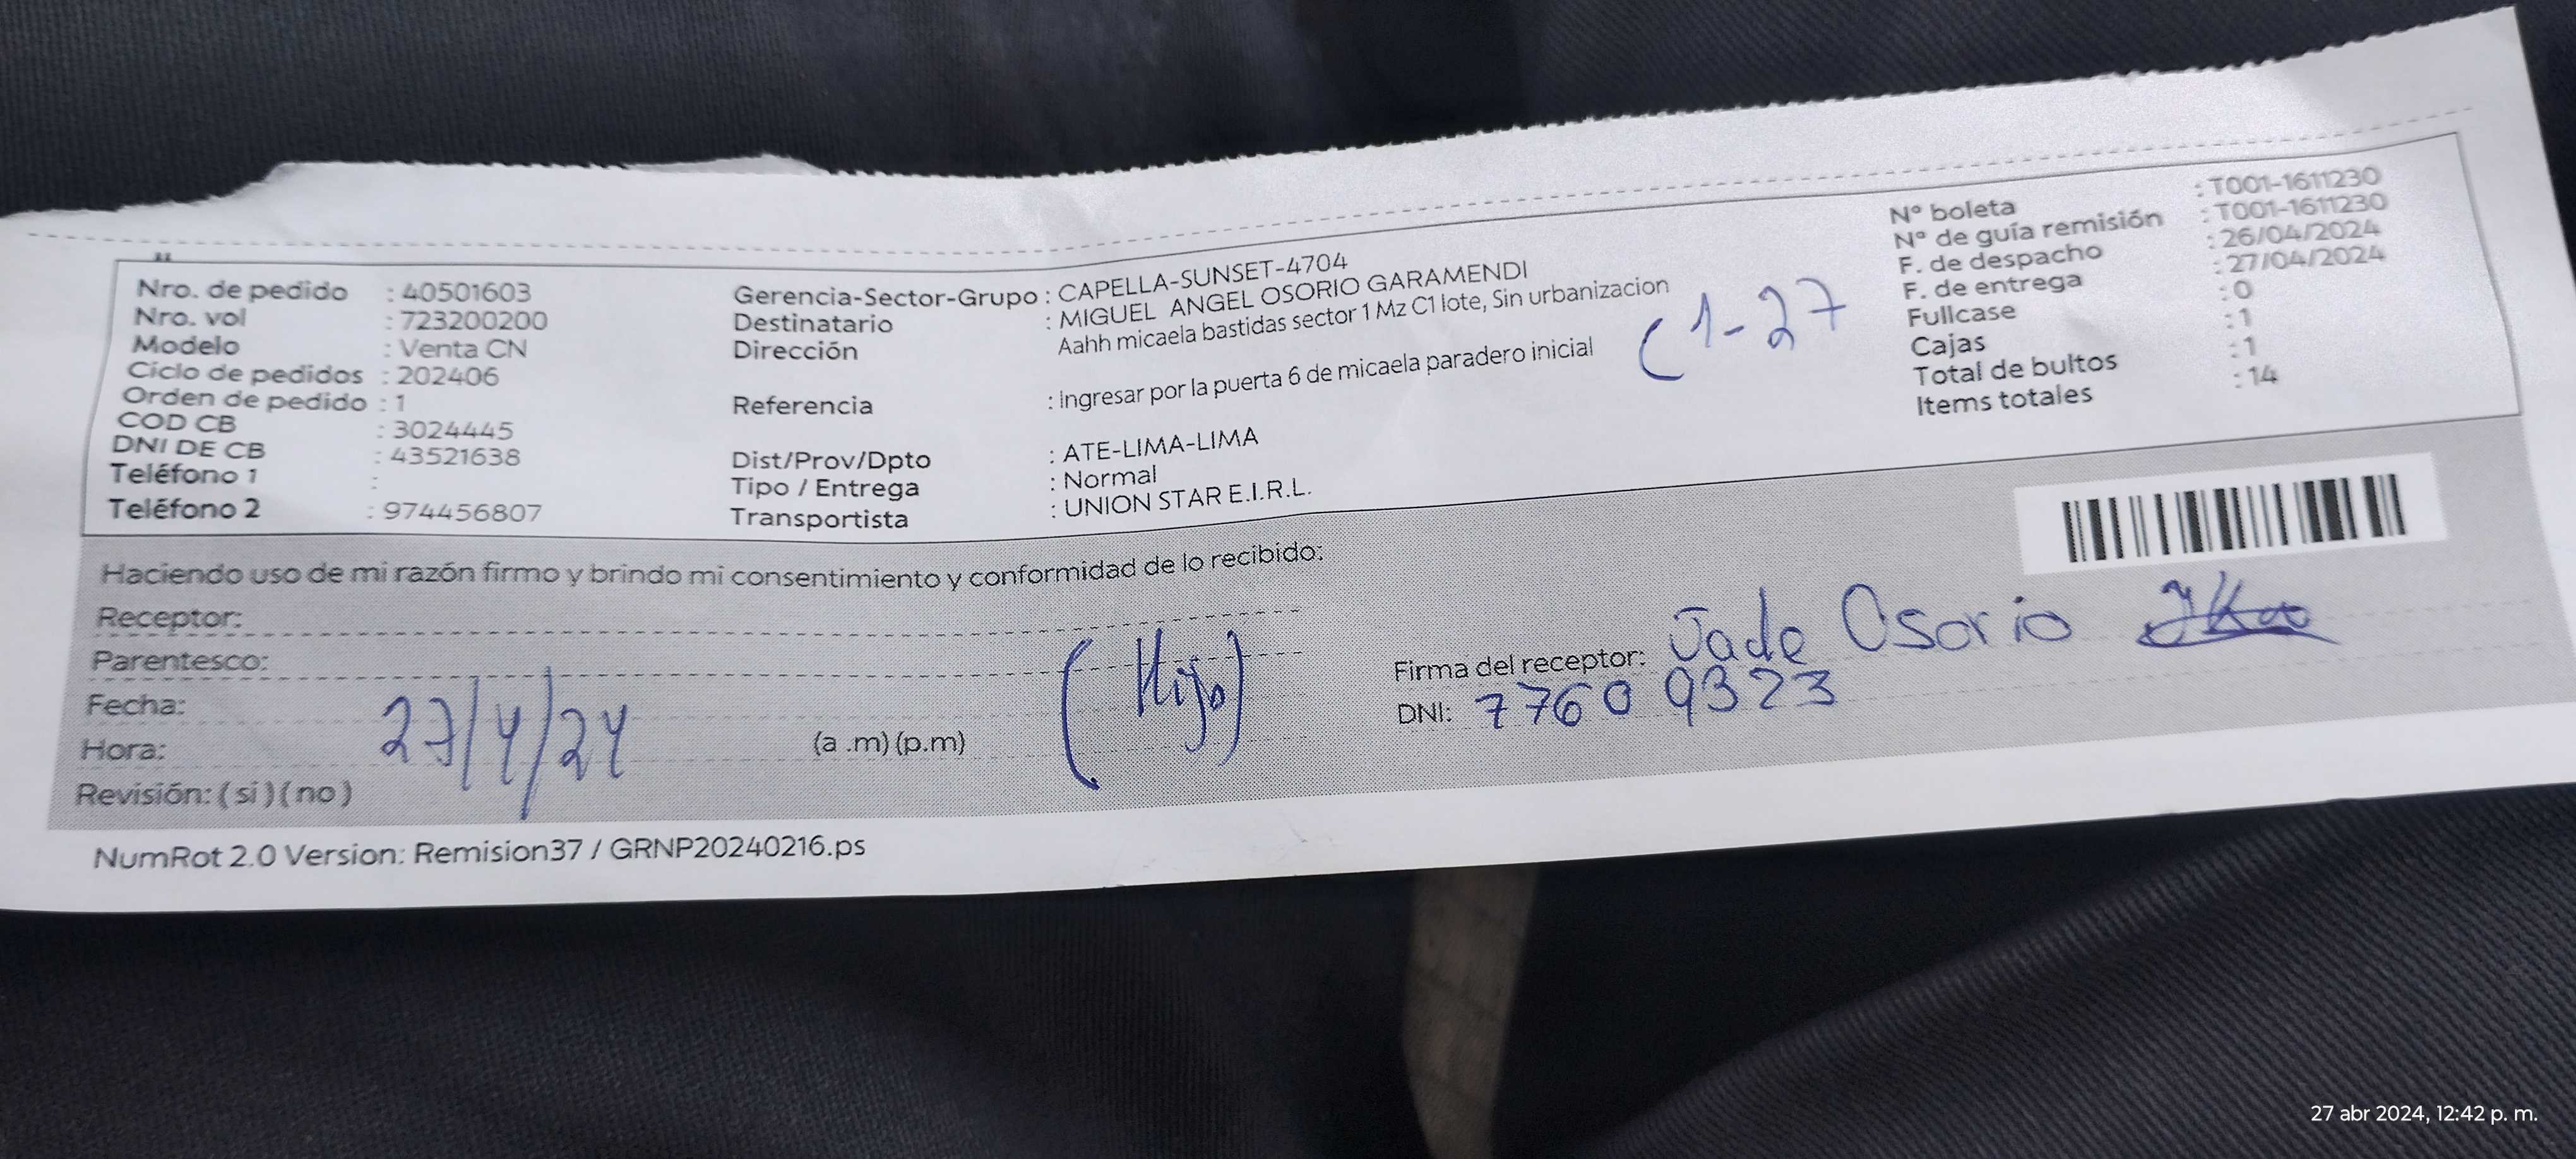 Nro. de pedido : 40501603
Nro. vol : 723200200
Modelo : Venta CN
Ciclo de pedidos : 202406
Orden de pedido : 1
COD CB : 3024445
DNI DE CB : 43521638
Teléfono 1 :
Teléfono 2 : 974456807
Gerencia-Sector-Grupo : CAPELLA-SUNSET-4704
Destinatario : MIGUEL ANGEL OSORIO GARAMENDI
Dirección : Aahh micaela bastidas sector 1 Mz C1 lote, Sin urbanizacion
Referencia : Ingresar por la puerta 6 de micaela paradero inicial
Dist/Prov/Dpto : ATE-LIMA-LIMA
Tipo / Entrega : Normal
Transportista : UNION STAR E.I.R.L.
C1-27
N° boleta : T001-1611230
N° de guía remisión : T001-1611230
F. de despacho : 26/04/2024
F. de entrega : 27/04/2024
Fullcase : 0
Cajas : 1
Total de bultos : 1
Items totales : 14
Haciendo uso de mi razón firmo y brindo mi consentimiento y conformidad de lo recibido:
Receptor:
Parentesco:
Fecha:
27/4/24
Hora: (a .m) (p.m)
Revisión: ( si ) ( no )
(Hijo)
Firma del receptor: Jade Osorio
DNI: 77609323
NumRot 2.0 Version: Remision37 / GRNP20240216.ps
27 abr 2024, 12:42 p. m.